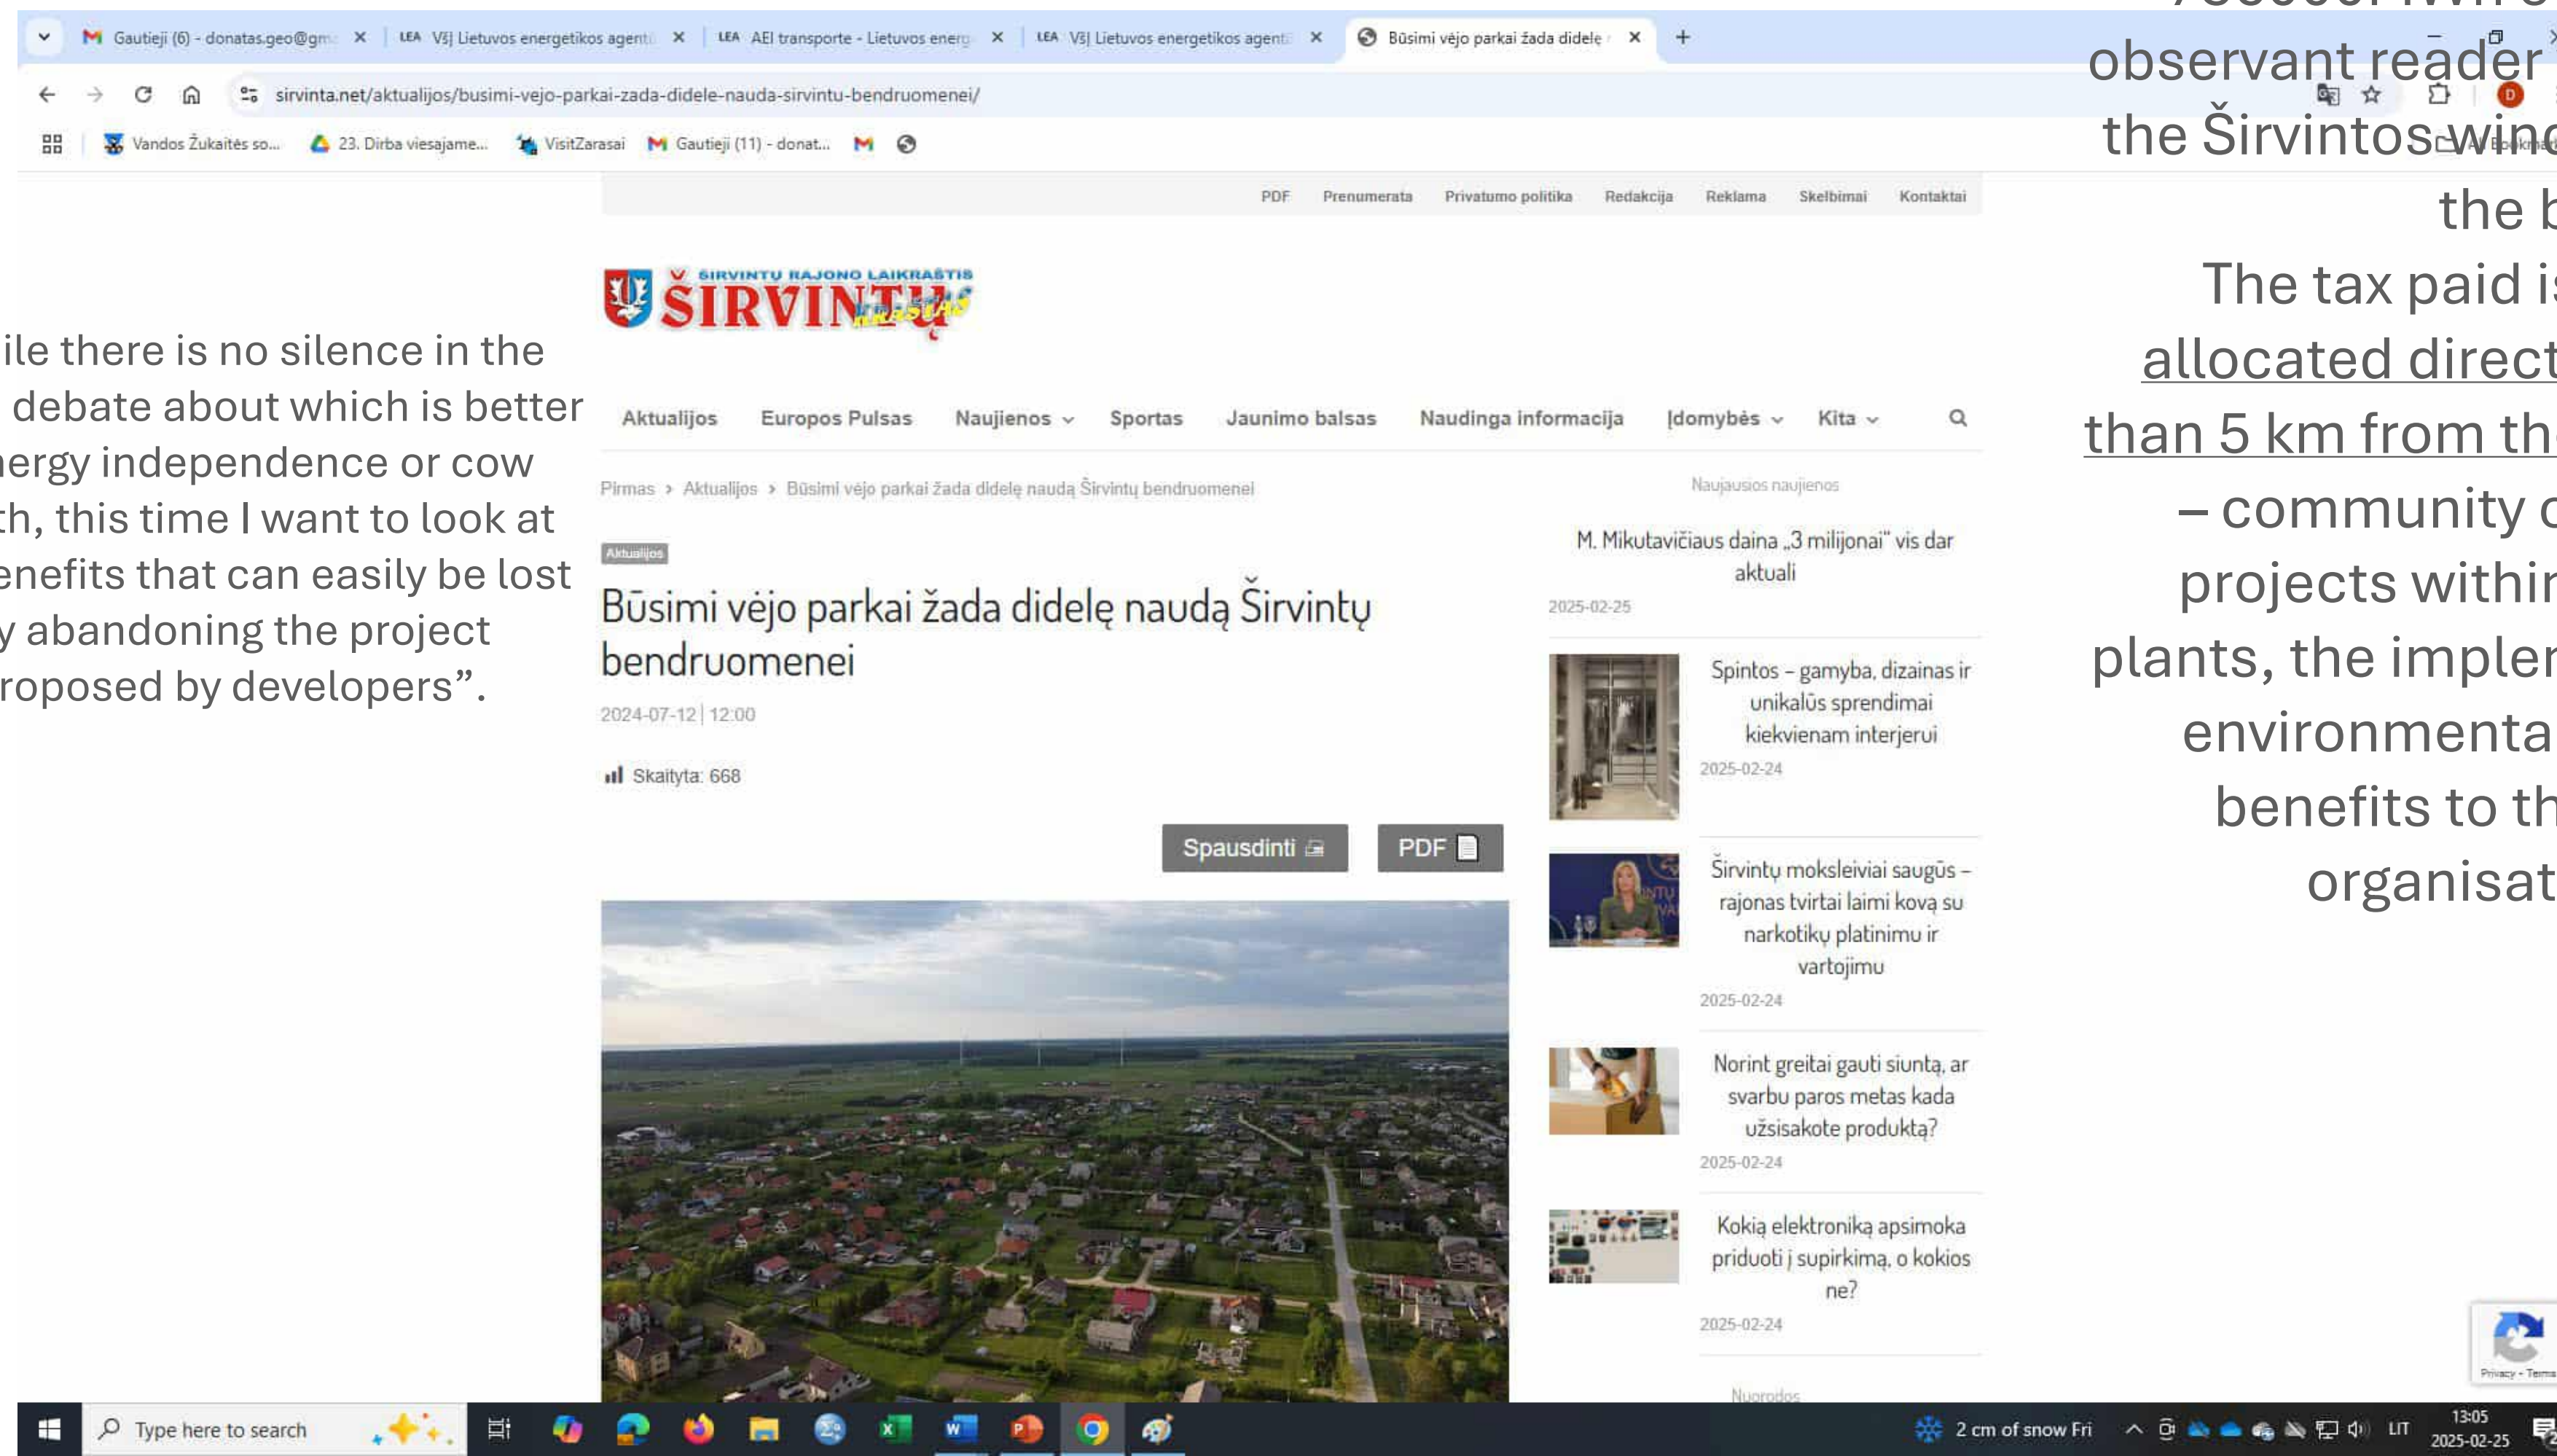 Gautieji (6) - donatas.geo@gm
LEA VšĮ Lietuvos energetikos agent
LEA AEI transporte - Lietuvos energ
LEA VšĮ Lietuvos energetikos agent
Būsimi vėjo parkai žada didelę
sirvinta.net/aktualijos/busimi-vejo-parkai-zada-didele-nauda-sirvintu-bendruomenei/
D
Vandos Žukaitės so...
23. Dirba viesajame...
VisitZarasai
Gautieji (11) - donat...
PDF Prenumerata Privatumo politika Redakcija Reklama Skelbimai Kontaktai
ŠIRVINTŲ RAJONO LAIKRAŠTIS
ŠIRVINTŲ
KRAŠTAS
Aktualijos Europos Pulsas Naujienos Sportas Jaunimo balsas Naudinga informacija Įdomybės Kita
Pirmas > Aktualijos > Būsimi vėjo parkai žada didelę naudą Širvintų bendruomenei
Aktualijos
Būsimi vėjo parkai žada didelę naudą Širvintų
bendruomenei
2024-07-12 | 12:00
Skaityta: 668
Spausdinti
PDF
Naujausios naujienos
M. Mikutavičiaus daina „3 milijonai“ vis dar
aktuali
2025-02-25
Spintos – gamyba, dizainas ir
unikalūs sprendimai
kiekvienam interjerui
2025-02-24
Širvintų moksleiviai saugūs –
rajonas tvirtai laimi kovą su
narkotikų platinimu ir
vartojimu
2025-02-24
Norint greitai gauti siuntą, ar
svarbu paros metas kada
užsisakote produktą?
2025-02-24
Kokią elektroniką apsimoka
priduoti į supirkimą, o kokios
ne?
2025-02-24
Nuorodos
ile there is no silence in the
debate about which is better
nergy independence or cow
th, this time I want to look at
enefits that can easily be lost
y abandoning the project
roposed by developers”.
observant reader
the Širvintos wind
the b
The tax paid is
allocated direct
than 5 km from the
– community o
projects within
plants, the implem
environmenta
benefits to th
organisat
Privacy - Terms
Type here to search
2 cm of snow Fri
LIT
13:05
2025-02-25